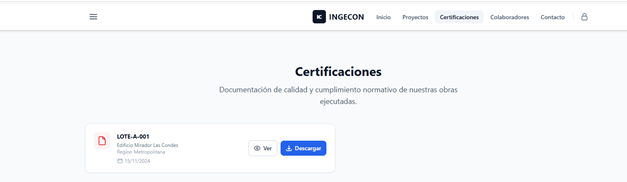 IC INGECON Inicio Proyectos Certificaciones Colaboradores Contacto
Certificaciones
Documentación de calidad y cumplimiento normativo de nuestras obras
ejecutadas.
LOTE-A-001
Edificio Mirador Las Condes
Región Metropolitana
15/11/2024
Ver Descargar